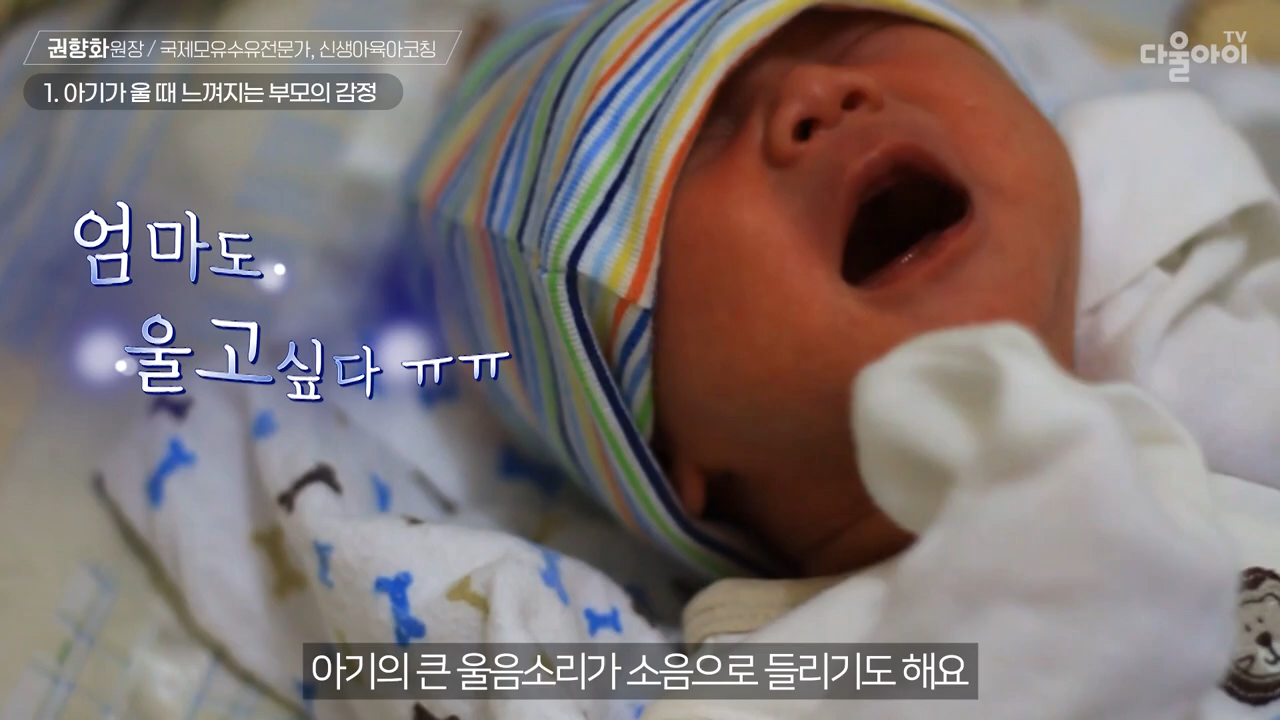 권향화원장 / 국제모유수유전문가, 신생아육아코칭
1. 아기가 울 때 느껴지는 부모의 감정
다울아이TV
엄마도
울고싶다 ㅠㅠ
아기의 큰 울음소리가 소음으로 들리기도 해요